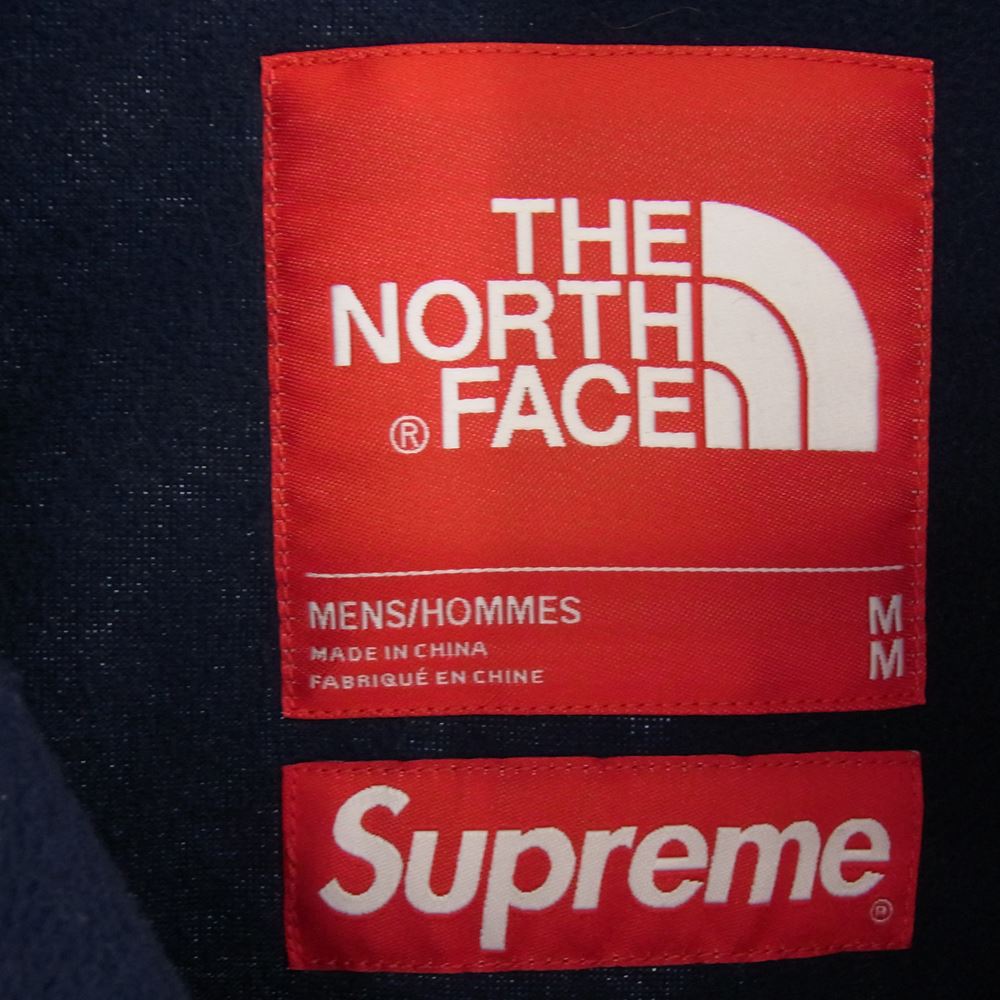 THE
NORTH
® FACE
MENS/HOMMES M
MADE IN CHINA M
FABRIQUÉ EN CHINE
Supreme ®